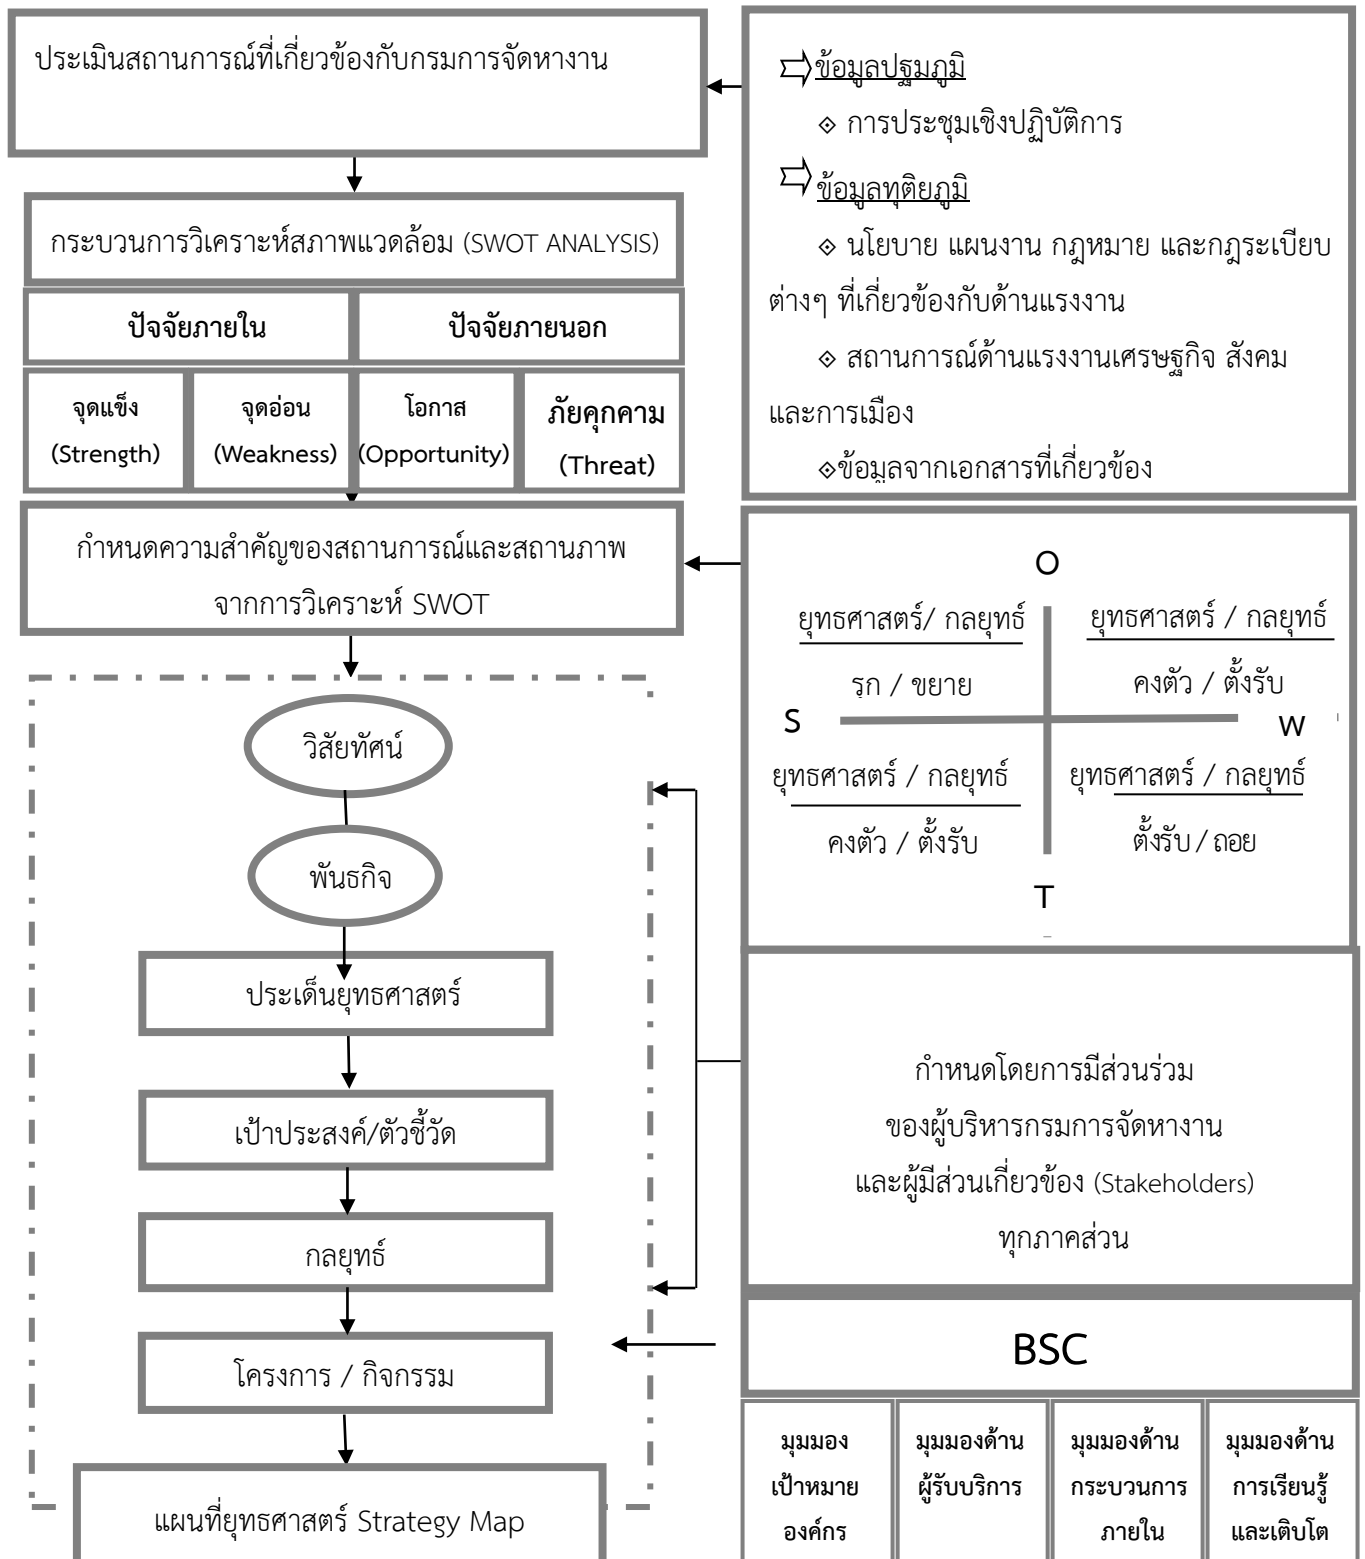 ประเมินสถานการณ์ที่เกี่ยวข้องกับกรมการจัดหางาน
กระบวนการวิเคราะห์สภาพแวดล้อม (SWOT ANALYSIS)
ปัจจัยภายใน
ปัจจัยภายนอก
จุดแข็ง
(Strength)
จุดอ่อน
(Weakness)
โอกาส
(Opportunity)
ภัยคุกคาม
(Threat)
กำหนดความสำคัญของสถานการณ์และสถานภาพ
จากการวิเคราะห์ SWOT
วิสัยทัศน์
พันธกิจ
ประเด็นยุทธศาสตร์
เป้าประสงค์/ตัวชี้วัด
กลยุทธ์
โครงการ / กิจกรรม
แผนที่ยุทธศาสตร์ Strategy Map
ข้อมูลปฐมภูมิ
การประชุมเชิงปฏิบัติการ
ข้อมูลทุติยภูมิ
นโยบาย แผนงาน กฎหมาย และกฎระเบียบ
ต่างๆ ที่เกี่ยวข้องกับด้านแรงงาน
สถานการณ์ด้านแรงงานเศรษฐกิจ สังคม
และการเมือง
ข้อมูลจากเอกสารที่เกี่ยวข้อง
O
ยุทธศาสตร์/ กลยุทธ์
รุก / ขยาย
ยุทธศาสตร์ / กลยุทธ์
คงตัว / ตั้งรับ
S
W
ยุทธศาสตร์ / กลยุทธ์
คงตัว / ตั้งรับ
ยุทธศาสตร์ / กลยุทธ์
ตั้งรับ / ถอย
T
กำหนดโดยการมีส่วนร่วม
ของผู้บริหารกรมการจัดหางาน
และผู้มีส่วนเกี่ยวข้อง (Stakeholders)
ทุกภาคส่วน
BSC
มุมมอง
เป้าหมาย
องค์กร
มุมมองด้าน
ผู้รับบริการ
มุมมองด้าน
กระบวนการ
ภายใน
มุมมองด้าน
การเรียนรู้
และเติบโต